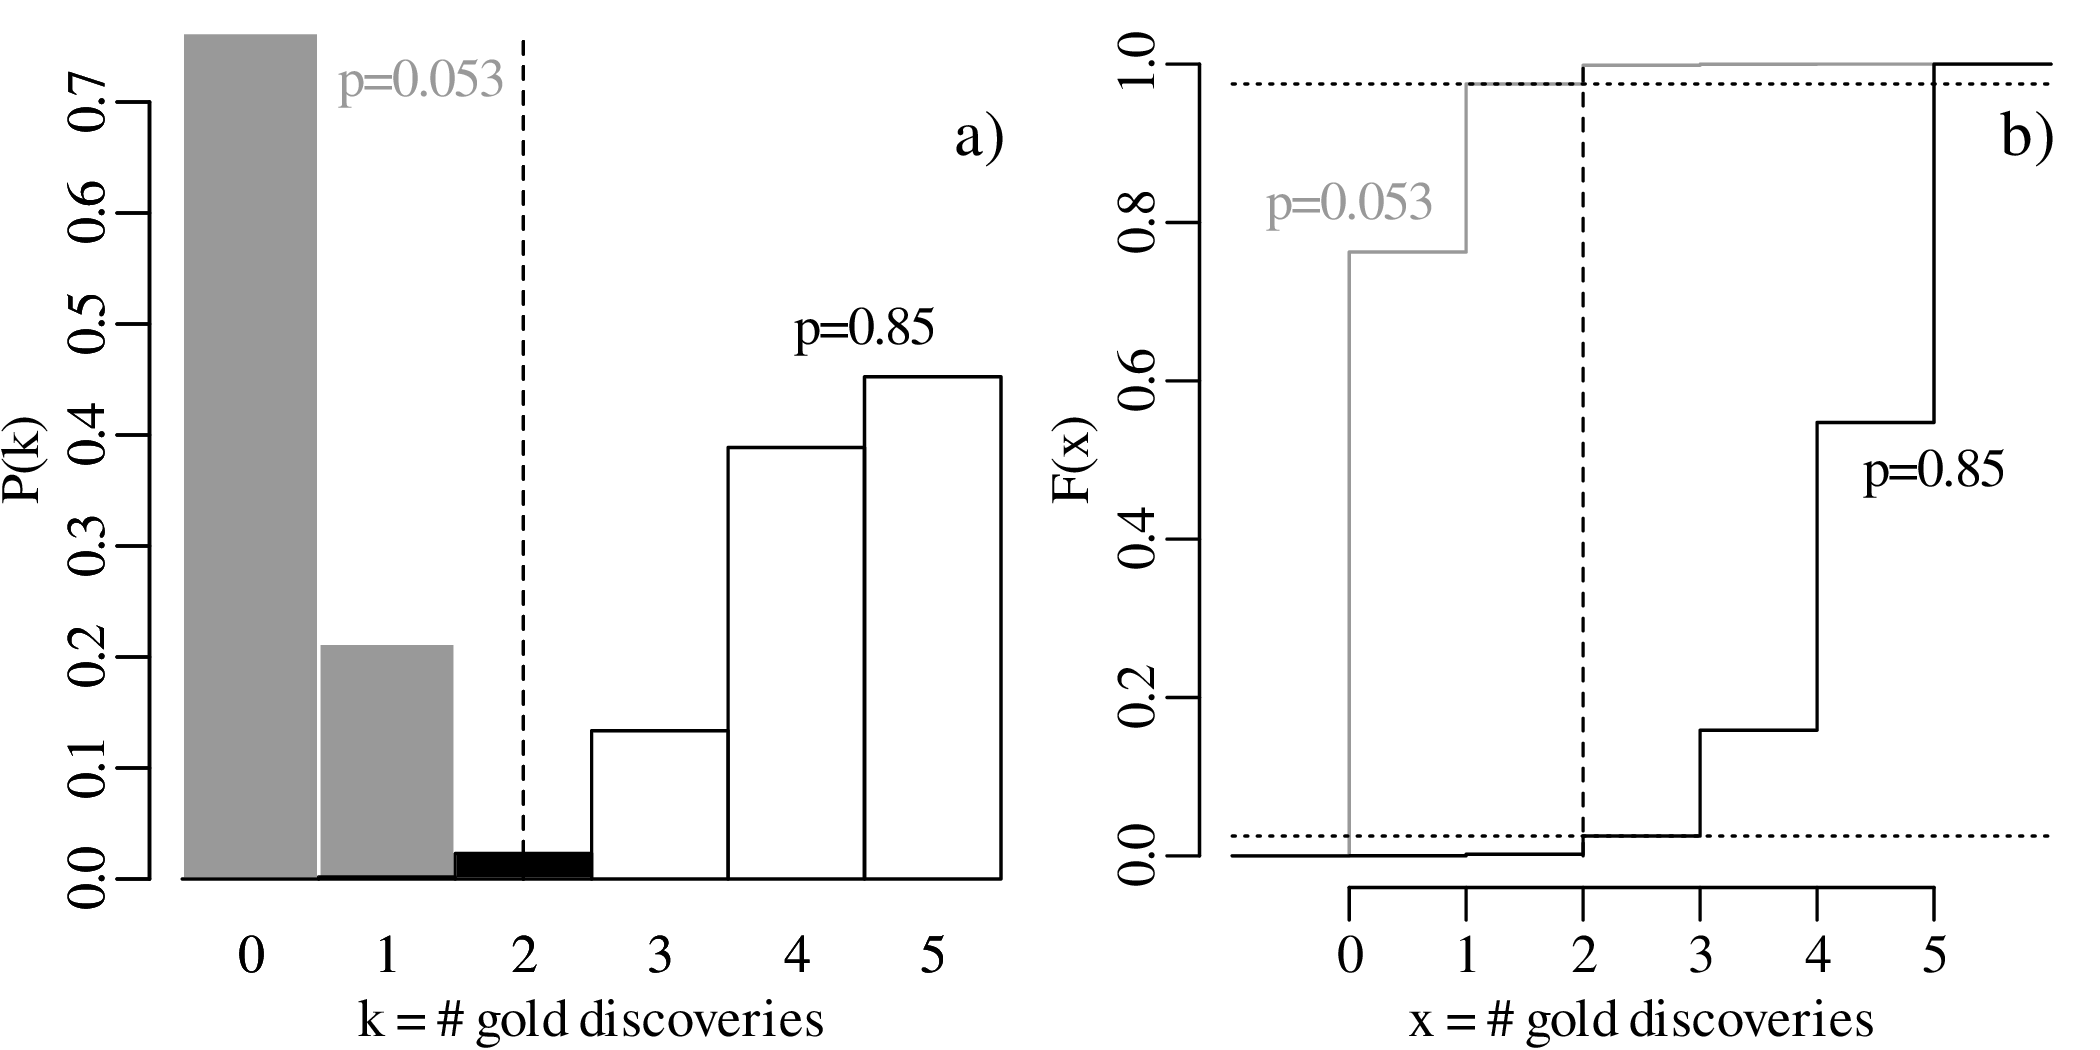 a)
p=0.053
p=0.85
P(k)
0.0 0.1 0.2 0.3 0.4 0.5 0.6 0.7
0 1 2 3 4 5
k = # gold discoveries
b)
p=0.053
p=0.85
F(x)
0.0 0.2 0.4 0.6 0.8 1.0
0 1 2 3 4 5
x = # gold discoveries